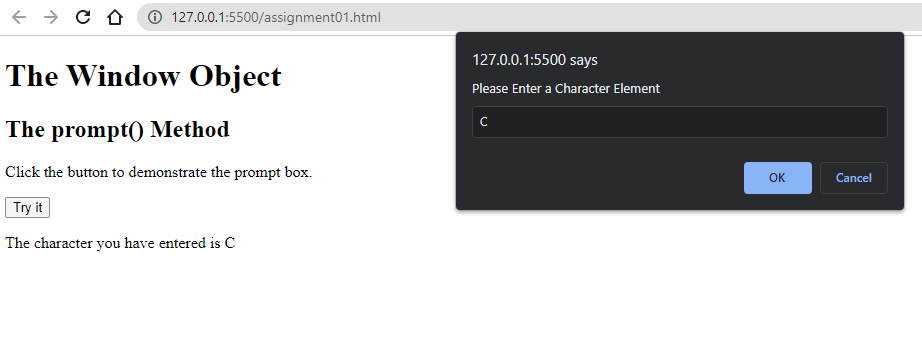 127.0.0.1:5500/assignment01.html
The Window Object
The prompt() Method
Click the button to demonstrate the prompt box.
Try it
The character you have entered is C
127.0.0.1:5500 says
Please Enter a Character Element
C
OK Cancel